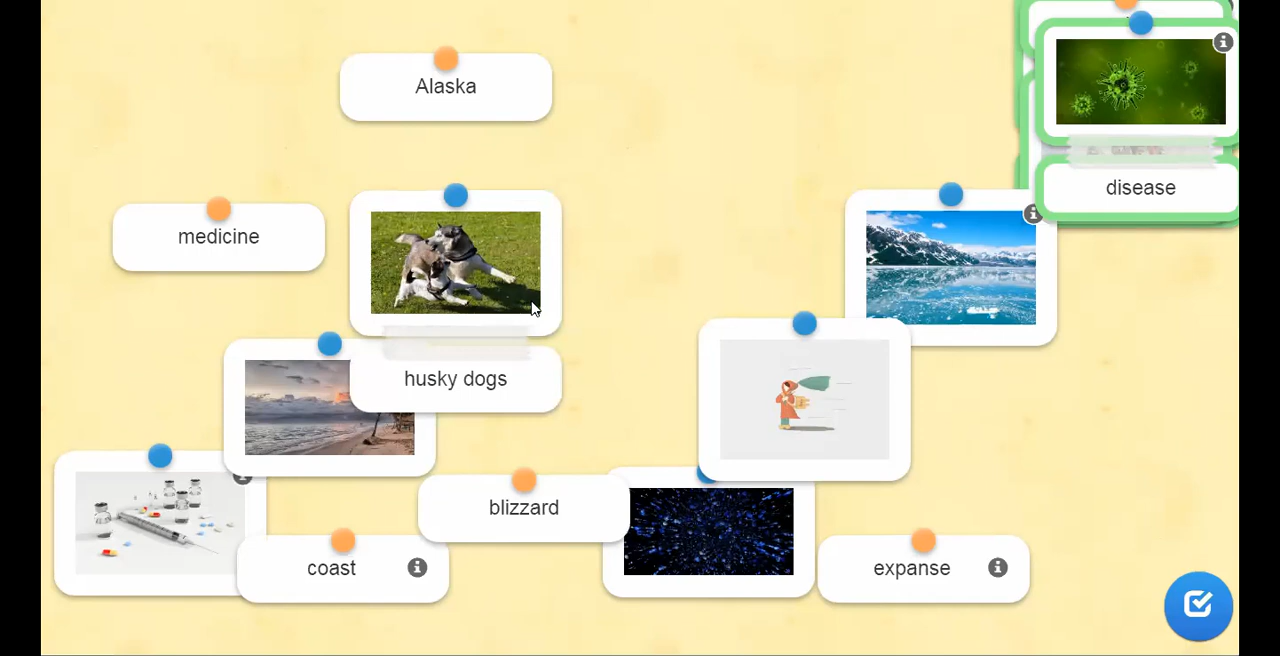 Alaska
disease
medicine
husky dogs
blizzard
coast
expanse